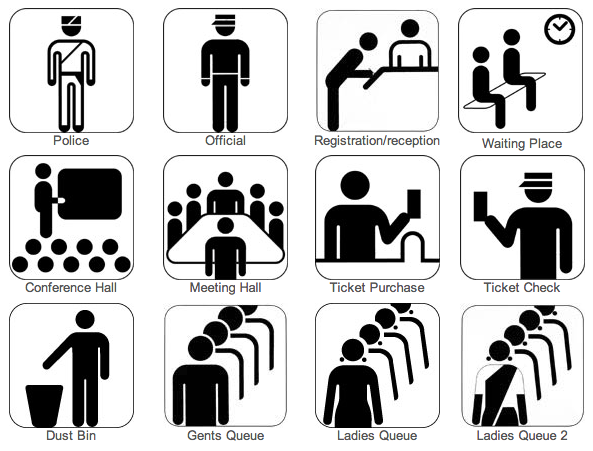 Police
Official
Registration/reception
Waiting Place
Conference Hall
Meeting Hall
Ticket Purchase
Ticket Check
Dust Bin
Gents Queue
Ladies Queue
Ladies Queue 2